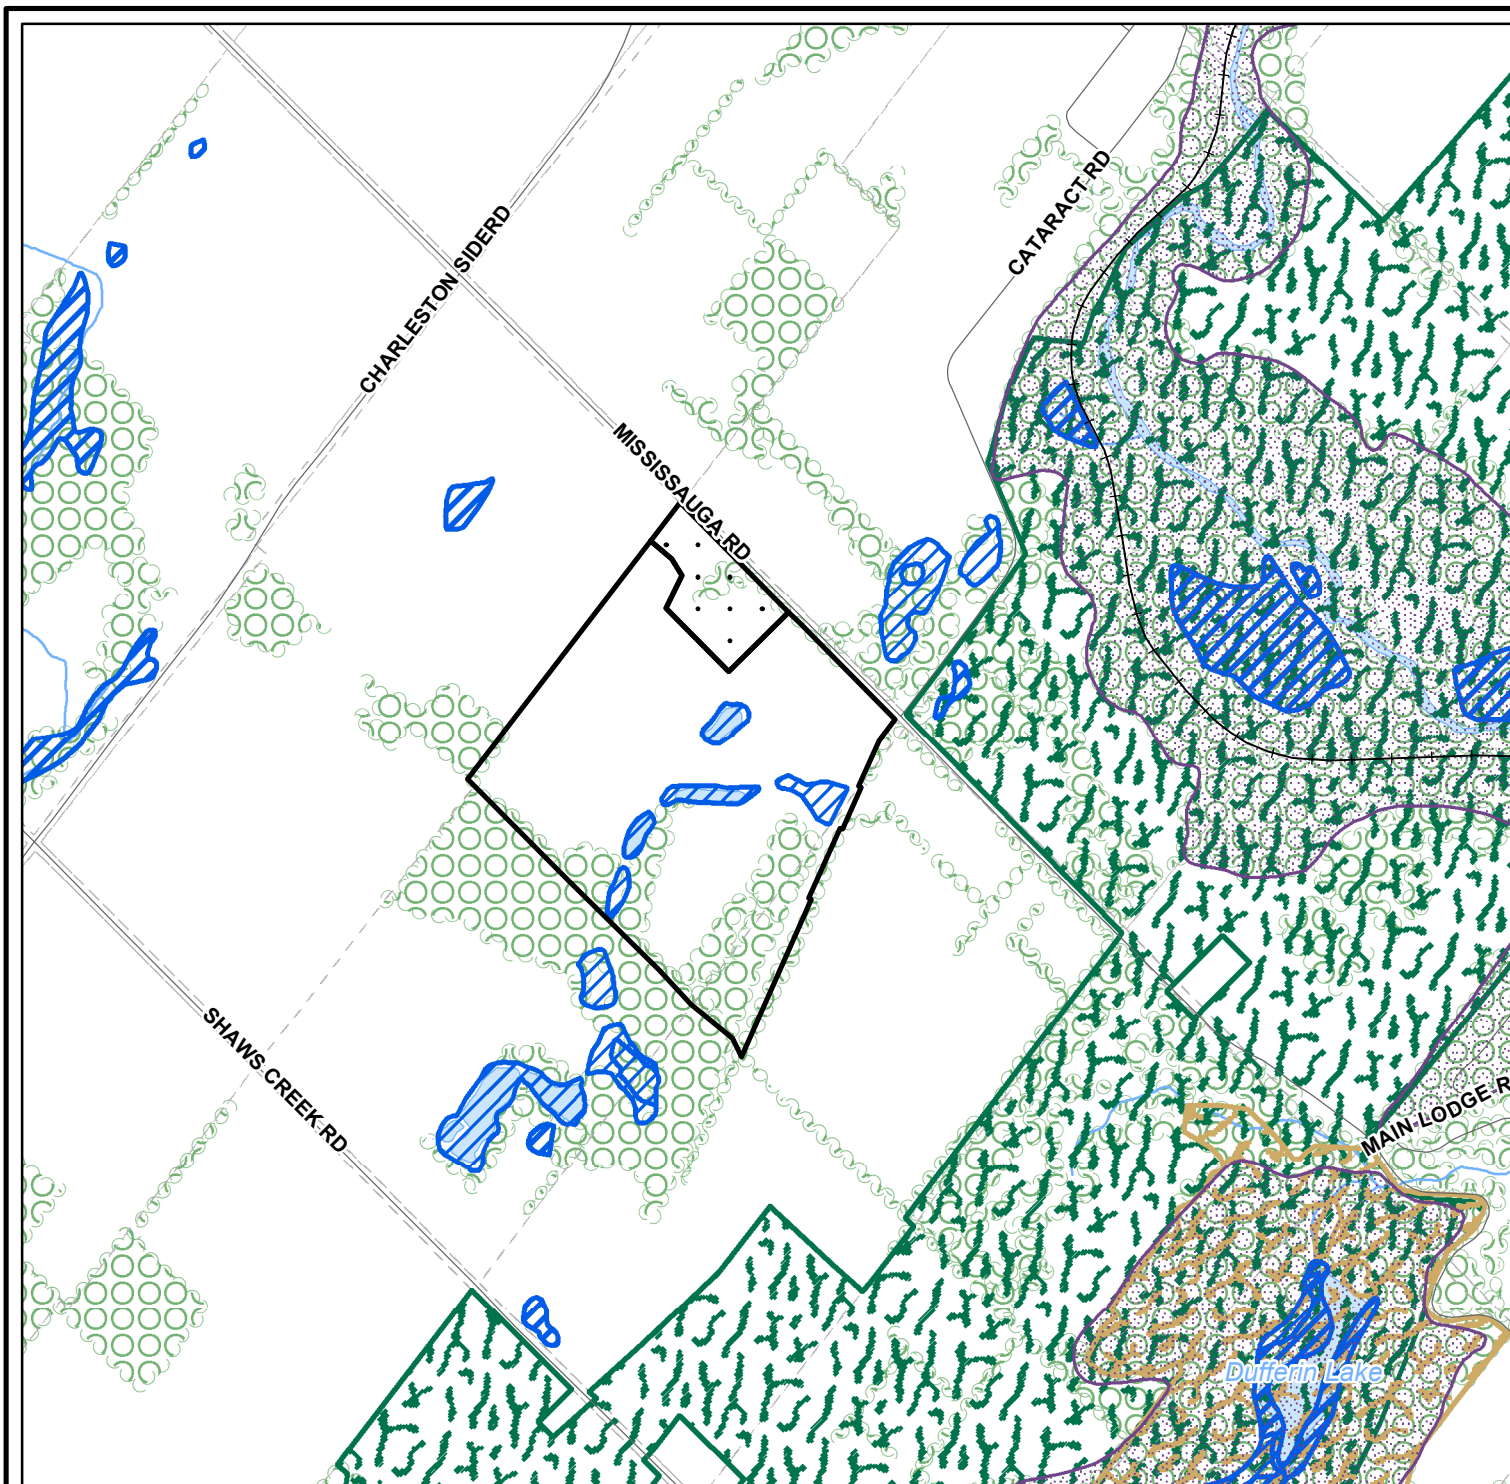 CHARLESTON SIDERD
CATARACT RD
MISSISSAUGA RD
SHAWS CREEK RD
MAIN LODGE R
Dufferin Lake